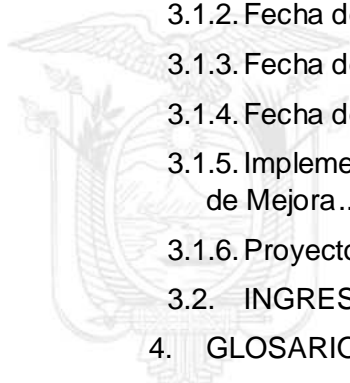 3.1.2. Fecha d
3.1.3. Fecha d
3.1.4. Fecha d
3.1.5. Impleme
de Mejora..
3.1.6. Proyecto
3.2. INGRES
4. GLOSARIO